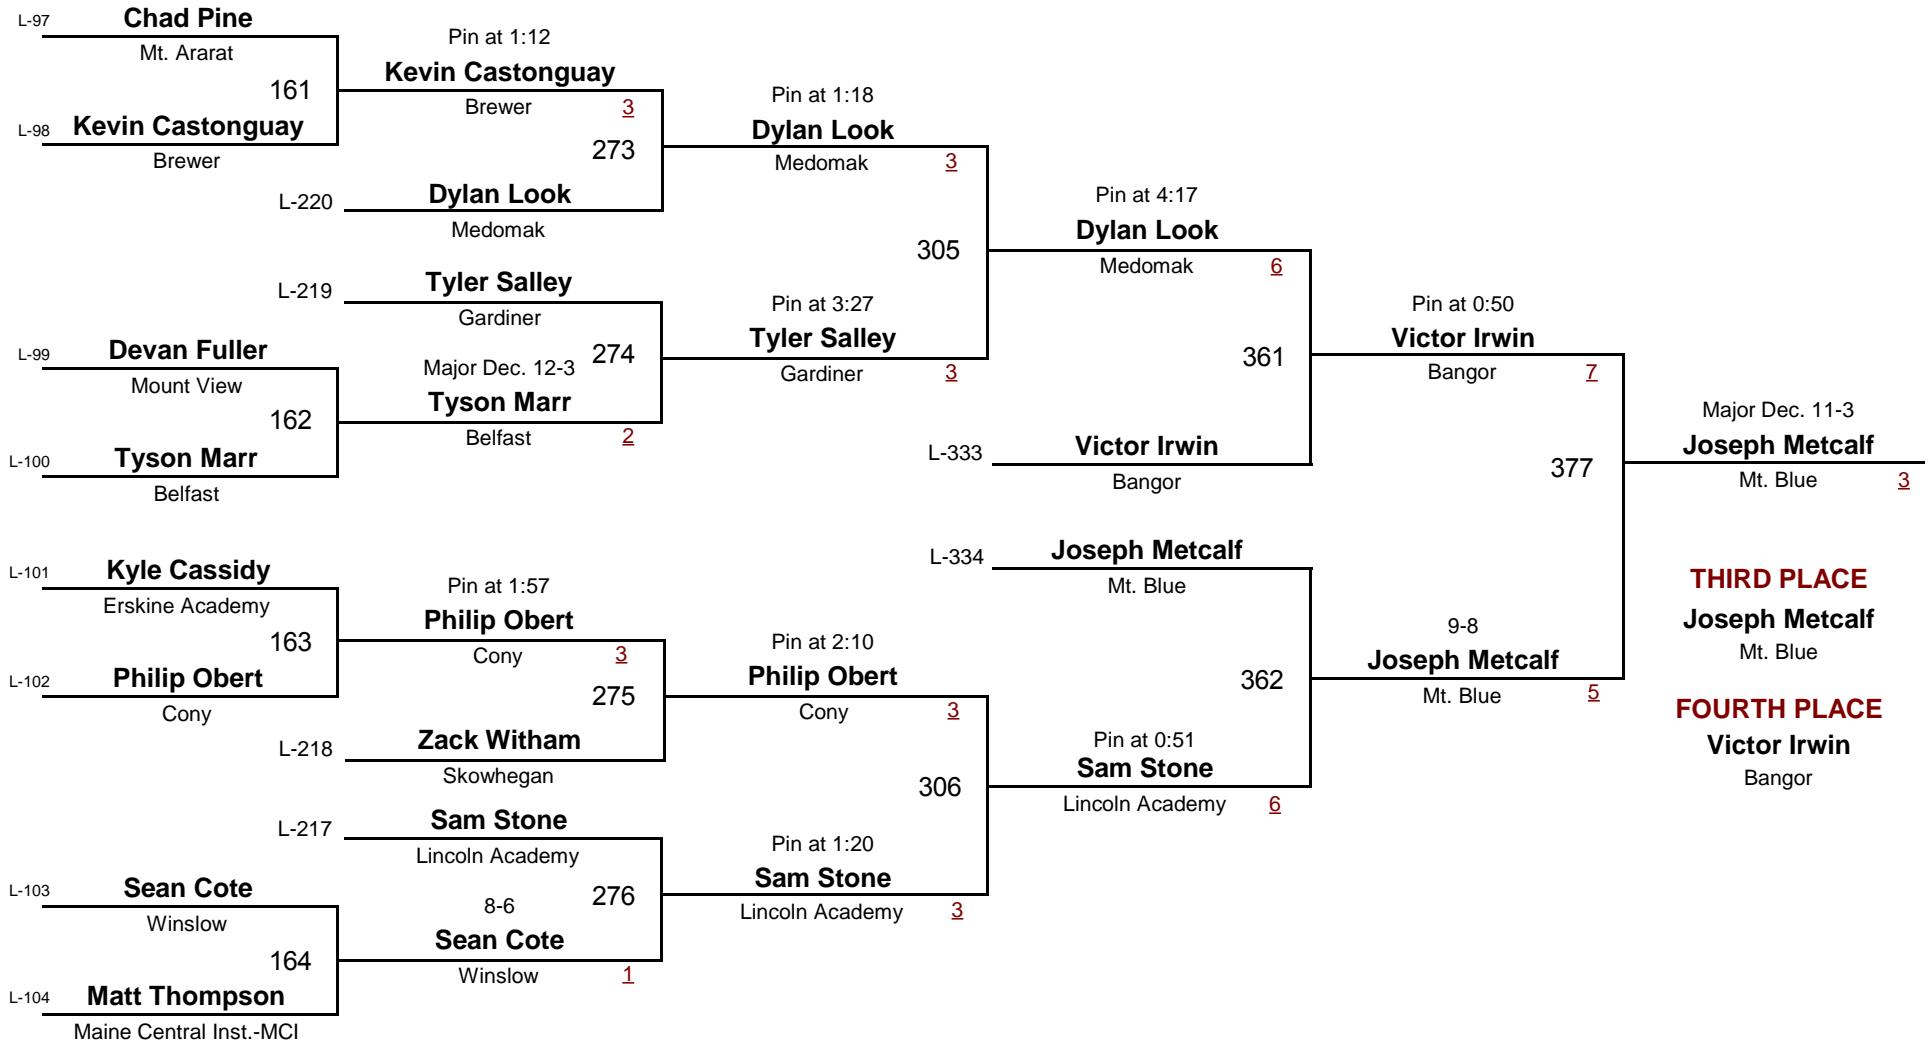 L-97 Chad Pine
Mt. Ararat
161
L-98 Kevin Castonguay
Brewer
Pin at 1:12
Kevin Castonguay
Brewer 3
273
L-220 Dylan Look
Medomak
Pin at 1:18
Dylan Look
Medomak 3
L-219 Tyler Salley
Gardiner
274
L-99 Devan Fuller
Mount View
162
L-100 Tyson Marr
Belfast
Major Dec. 12-3
Tyson Marr
Belfast 2
Pin at 3:27
Tyler Salley
Gardiner 3
305
Pin at 4:17
Dylan Look
Medomak 6
361
L-333 Victor Irwin
Bangor
Pin at 0:50
Victor Irwin
Bangor 7
377
Major Dec. 11-3
Joseph Metcalf
Mt. Blue 3
L-101 Kyle Cassidy
Erskine Academy
163
L-102 Philip Obert
Cony
Pin at 1:57
Philip Obert
Cony 3
275
L-218 Zack Witham
Skowhegan
Pin at 2:10
Philip Obert
Cony 3
L-217 Sam Stone
Lincoln Academy
276
L-103 Sean Cote
Winslow
164
L-104 Matt Thompson
Maine Central Inst.-MCI
8-6
Sean Cote
Winslow 1
Pin at 1:20
Sam Stone
Lincoln Academy 3
306
L-334 Joseph Metcalf
Mt. Blue
362
Pin at 0:51
Sam Stone
Lincoln Academy 6
9-8
Joseph Metcalf
Mt. Blue 5
THIRD PLACE
Joseph Metcalf
Mt. Blue
FOURTH PLACE
Victor Irwin
Bangor